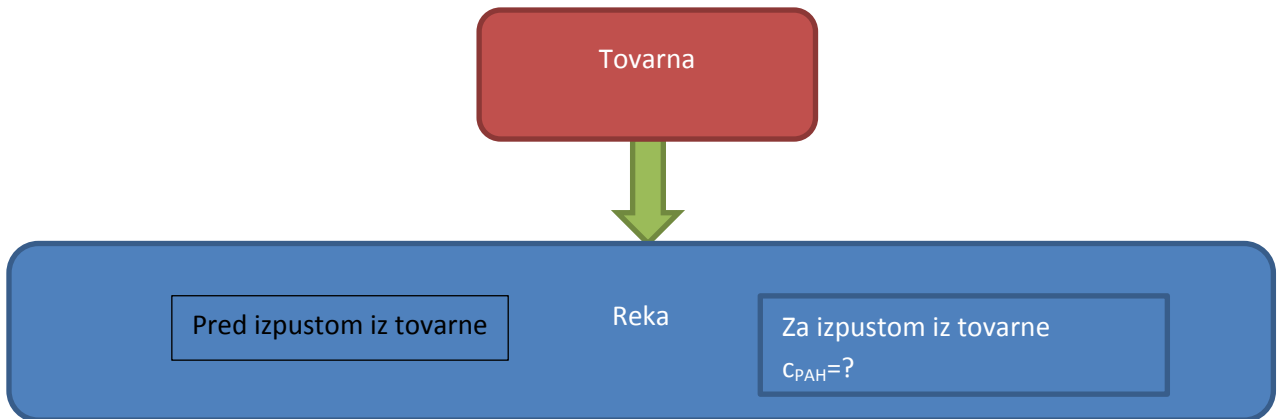 Tovarna
Pred izpustom iz tovarne
Reka
Za izpustom iz tovarne
cPAH=?